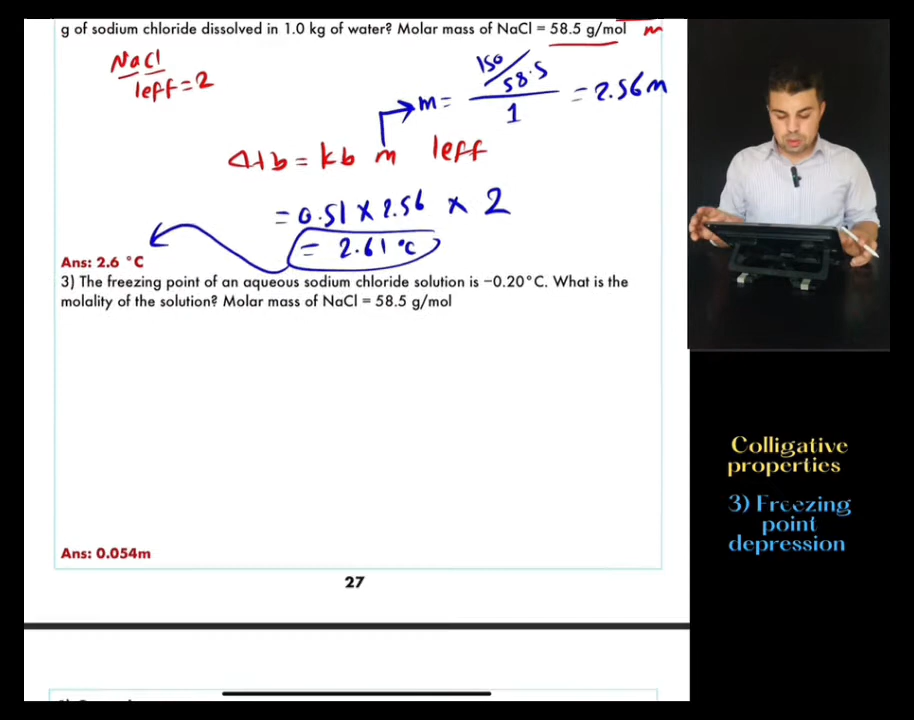 g of sodium chloride dissolved in 1.0 kg of water? Molar mass of NaCl = 58.5 g/mol m
NaCl
ieff=2
m = 150/58.5 / 1 = 2.56m
Δtb = kb m ieff
= 0.51 x 2.56 x 2
= 2.61 °C
Ans: 2.6 °C
3) The freezing point of an aqueous sodium chloride solution is −0.20°C. What is the
molality of the solution? Molar mass of NaCl = 58.5 g/mol
Ans: 0.054m
27
Colligative
properties
3) Freezing
point
depression